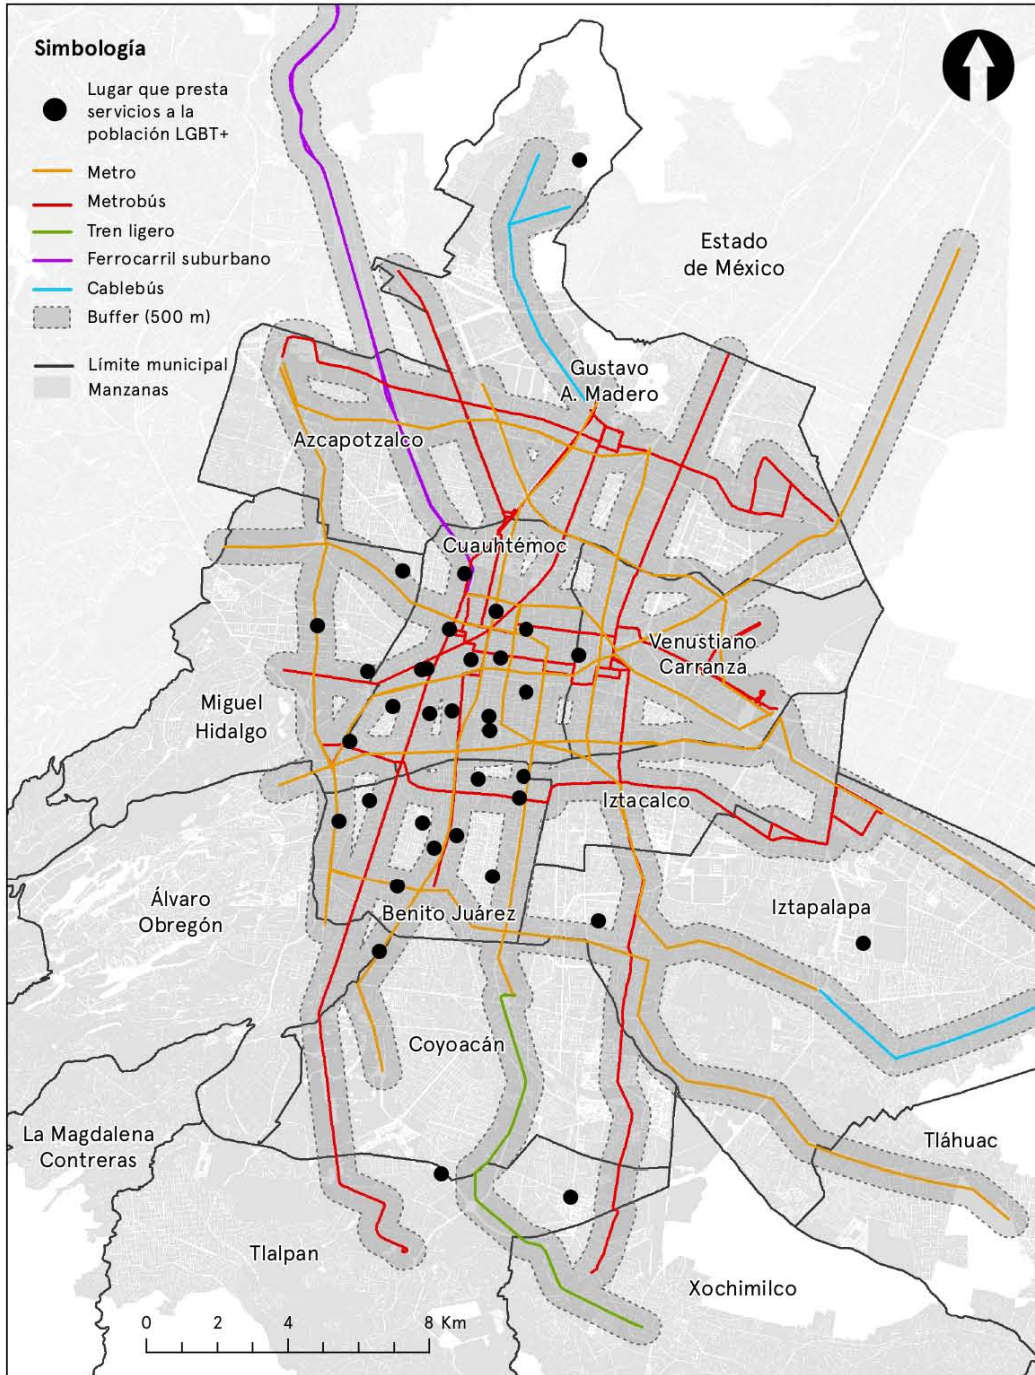 Simbología
Lugar que presta
servicios a la
población LGBT+
Metro
Metrobús
Tren ligero
Ferrocarril suburbano
Cablebús
Buffer (500 m)
Límite municipal
Manzanas
Estado
de México
Gustavo
A. Madero
Azcapotzalco
Cuauhtémoc
Venustiano
Carranza
Miguel
Hidalgo
Iztacalco
Álvaro
Obregón
Benito Juárez
Iztapalapa
Coyoacán
La Magdalena
Contreras
Tláhuac
Tlalpan
Xochimilco
0 2 4 8 Km